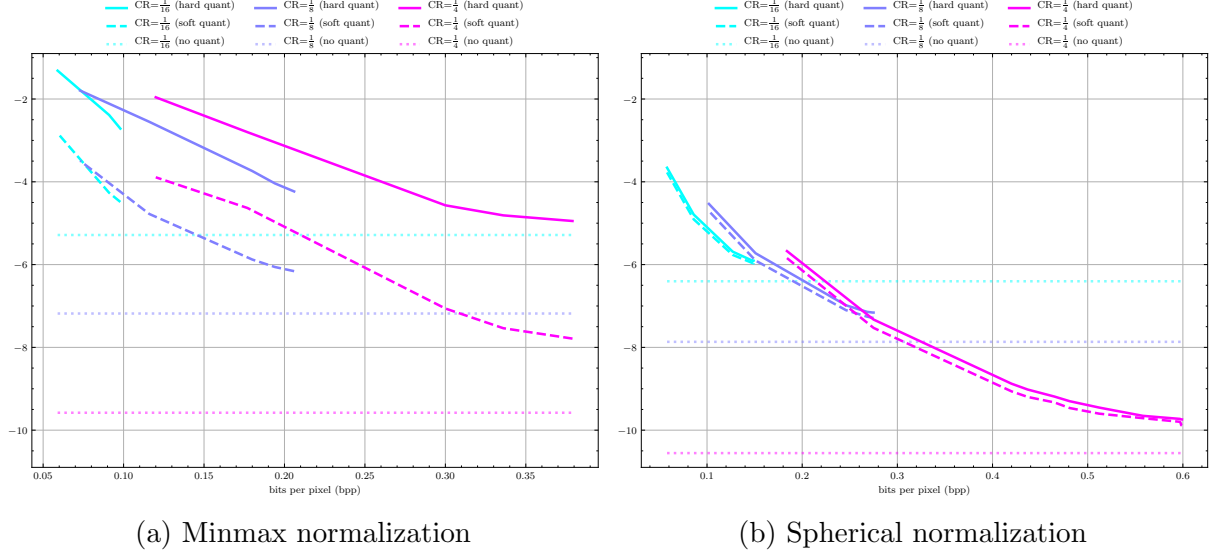 CR=1/16 (hard quant) CR=1/8 (hard quant) CR=1/4 (hard quant)
CR=1/16 (soft quant) CR=1/8 (soft quant) CR=1/4 (soft quant)
CR=1/16 (no quant) CR=1/8 (no quant) CR=1/4 (no quant)
−2
−4
−6
−8
−10
0.05 0.10 0.15 0.20 0.25 0.30 0.35
bits per pixel (bpp)
(a) Minmax normalization
CR=1/16 (hard quant) CR=1/8 (hard quant) CR=1/4 (hard quant)
CR=1/16 (soft quant) CR=1/8 (soft quant) CR=1/4 (soft quant)
CR=1/16 (no quant) CR=1/8 (no quant) CR=1/4 (no quant)
−2
−4
−6
−8
−10
0.1 0.2 0.3 0.4 0.5 0.6
bits per pixel (bpp)
(b) Spherical normalization